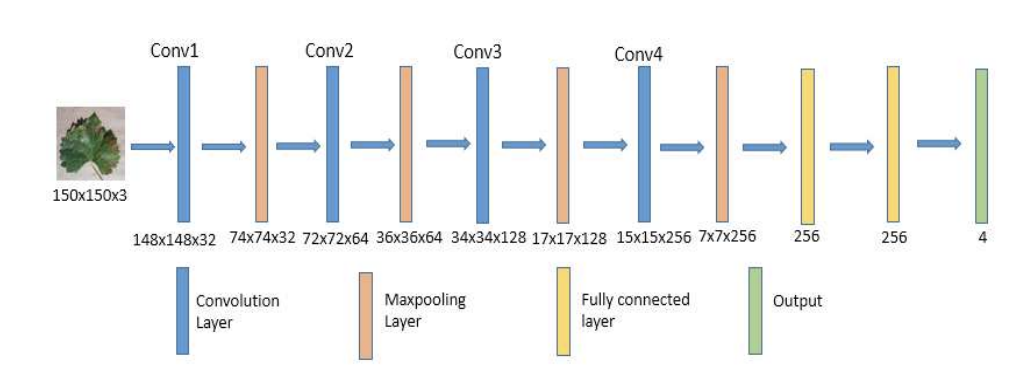 Conv1
Conv2
Conv3
Conv4
150x150x3
148x148x32
74x74x32
72x72x64
36x36x64
34x34x128
17x17x128
15x15x256
7x7x256
256
256
4
Convolution
Layer
Maxpooling
Layer
Fully connected
layer
Output